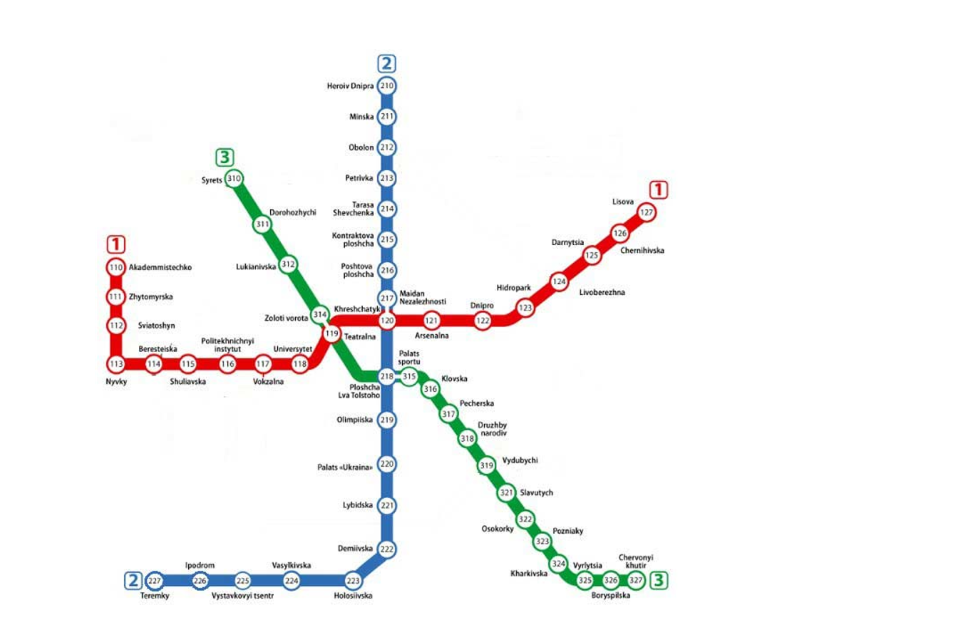 2
Heroiv Dnipra 210
Minska 211
Obolon 212
Petrivka 213
Tarasa
Shevchenka 214
Kontraktova
ploshcha 215
Poshtova
ploshcha 216
217 Maidan
Nezalezhnosti
3
Syrets 310
Dorohozhychi
311
Lukianivska 312
Zoloti vorota 314
1
110 Akademmistechko
111 Zhytomyrska
112 Sviatoshyn
113
Nyvky
Beresteiska
114
115
Shuliavska
Politekhnichnyi
instytut
116
117
Vokzalna
Universytet
118
119
Teatralna
Khreshchatyk
120
121
Arsenalna
Dnipro
122
Hidropark
123
124
Livoberezhna
Darnytsia
125
126
Chernihivska
Lisova
127
1
218
Ploshcha
Lva Tolstoho
Palats
sportu
315
Klovska
316
Pecherska
317
Druzhby
narodiv
318
Vydubychi
319
321 Slavutych
322
Osokorky
Pozniaky
323
324
Kharkivska
Vyrlytsia
325
326
Boryspilska
Chervonyi
khutir
327
3
Olimpiiska 219
Palats «Ukraina» 220
Lybidska 221
Demiivska 222
223
Holosiivska
Vasylkivska
224
225
Vystavkovyi tsentr
Ipodrom
226
227
Teremky
2